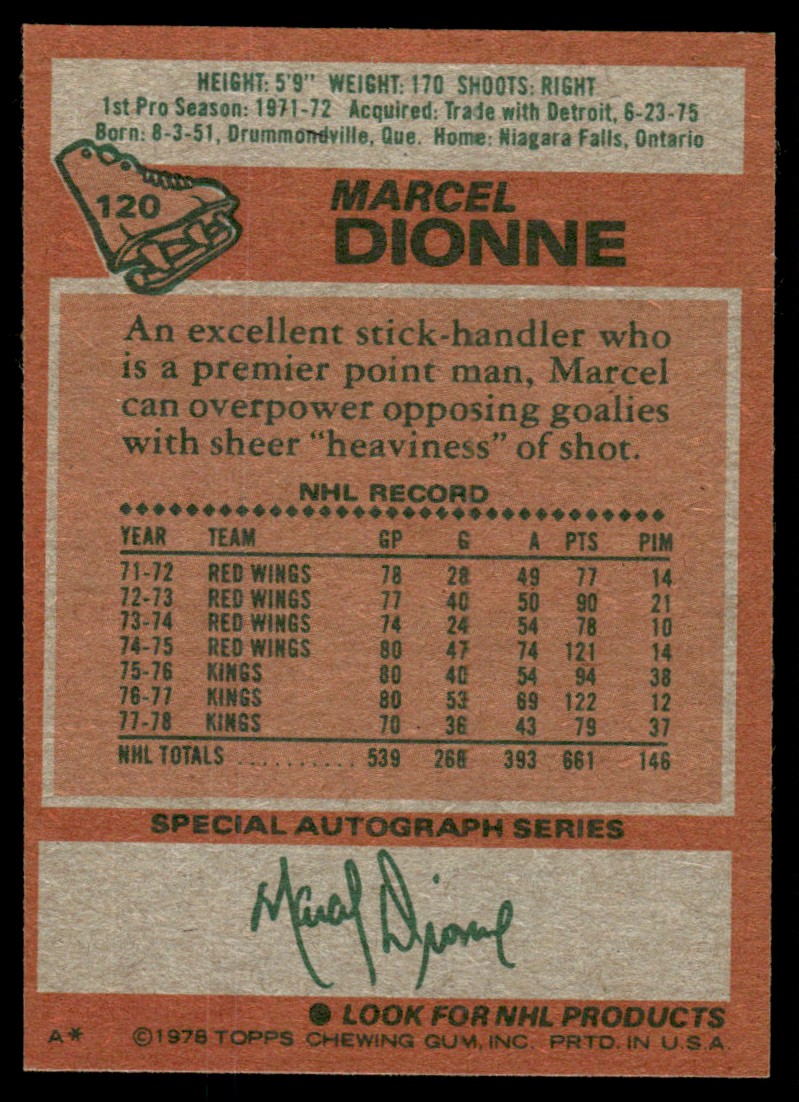 HEIGHT: 5'9" WEIGHT: 170 SHOOTS: RIGHT
1st Pro Season: 1971-72 Acquired: Trade with Detroit, 6-23-75
Born: 8-3-51, Drummondville, Que. Home: Niagara Falls, Ontario
120
MARCEL
DIONNE
An excellent stick-handler who
is a premier point man, Marcel
can overpower opposing goalies
with sheer "heaviness" of shot.
NHL RECORD
YEAR TEAM GP G A PTS PIM
71-72 RED WINGS 78 28 49 77 14
72-73 RED WINGS 77 40 50 90 21
73-74 RED WINGS 74 24 54 78 10
74-75 RED WINGS 80 47 74 121 14
75-76 KINGS 80 40 54 94 38
76-77 KINGS 80 53 69 122 12
77-78 KINGS 70 36 43 79 37
NHL TOTALS .......... 539 268 393 661 146
SPECIAL AUTOGRAPH SERIES
Marcel Dionne
LOOK FOR NHL PRODUCTS
A* ©1978 TOPPS CHEWING GUM, INC. PRTD. IN U.S.A.